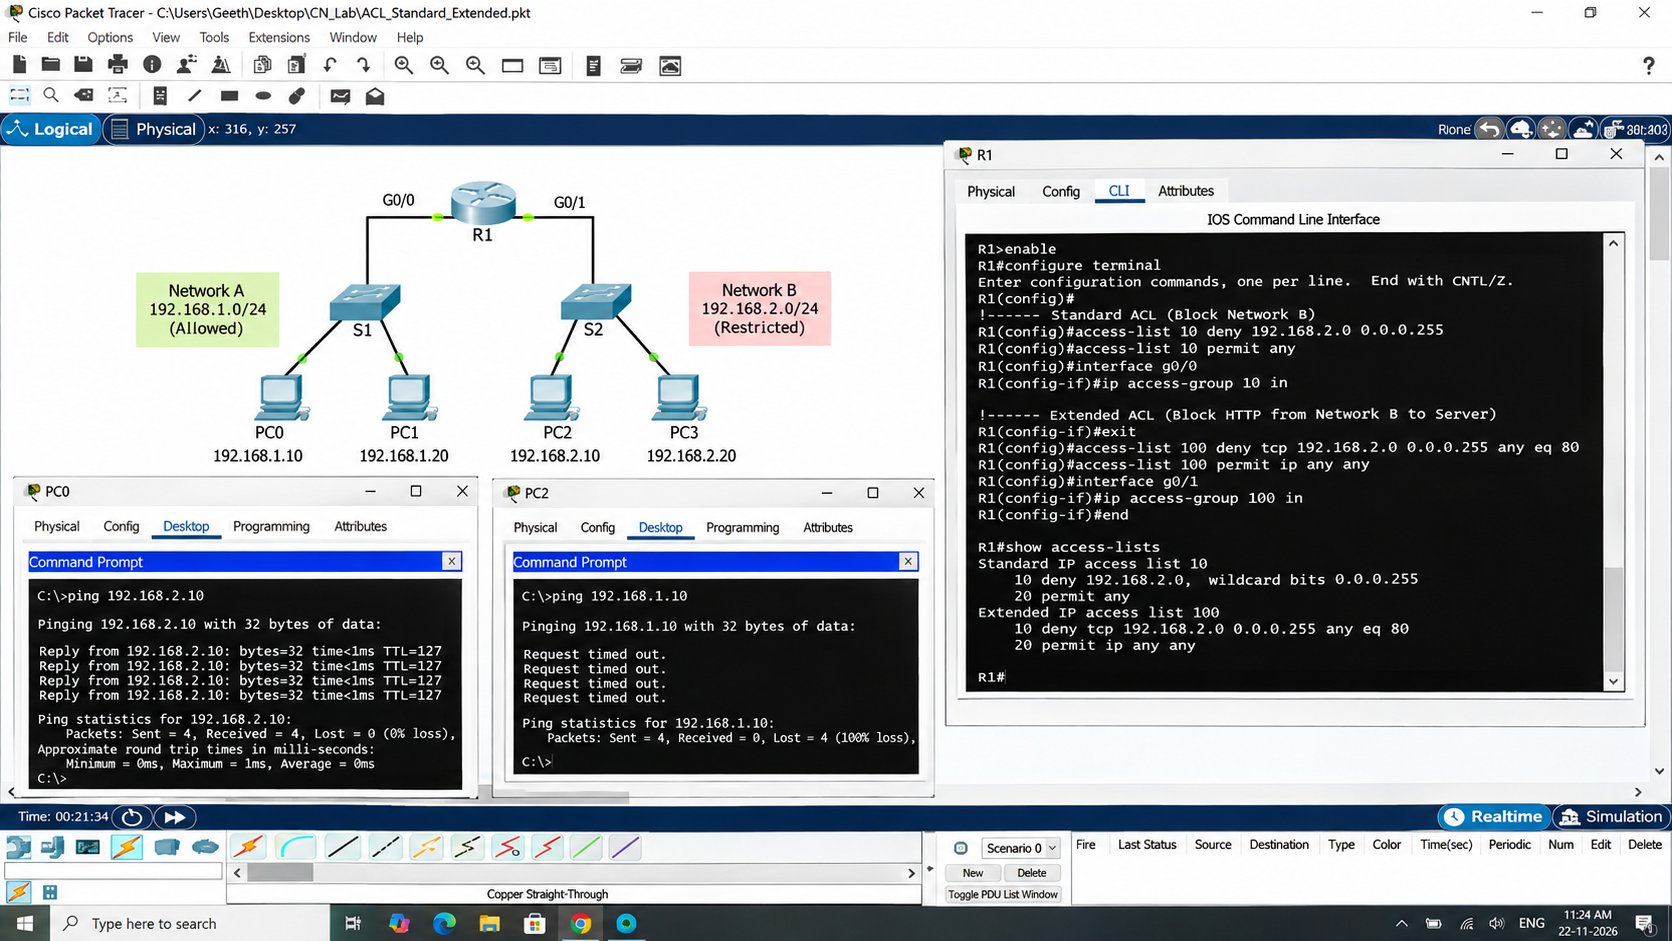 Cisco Packet Tracer - C:\Users\Geeth\Desktop\CN_Lab\ACL_Standard_Extended.pkt
File Edit Options View Tools Extensions Window Help
Logical Physical x: 316, y: 257
Rione
G0/0
G0/1
R1
Network A
192.168.1.0/24
(Allowed)
S1
S2
Network B
192.168.2.0/24
(Restricted)
PC0
192.168.1.10
PC1
192.168.1.20
PC2
192.168.2.10
PC3
192.168.2.20
R1
Physical Config CLI Attributes
IOS Command Line Interface
R1>enable
R1#configure terminal
Enter configuration commands, one per line. End with CNTL/Z.
R1(config)#
!------ Standard ACL (Block Network B)
R1(config)#access-list 10 deny 192.168.2.0 0.0.0.255
R1(config)#access-list 10 permit any
R1(config)#interface g0/0
R1(config-if)#ip access-group 10 in
!------ Extended ACL (Block HTTP from Network B to Server)
R1(config-if)#exit
R1(config)#access-list 100 deny tcp 192.168.2.0 0.0.0.255 any eq 80
R1(config)#access-list 100 permit ip any any
R1(config)#interface g0/1
R1(config-if)#ip access-group 100 in
R1(config-if)#end
R1#show access-lists
Standard IP access list 10
10 deny 192.168.2.0, wildcard bits 0.0.0.255
20 permit any
Extended IP access list 100
10 deny tcp 192.168.2.0 0.0.0.255 any eq 80
20 permit ip any any
R1#
PC0
Physical Config Desktop Programming Attributes
Command Prompt X
C:\>ping 192.168.2.10
Pinging 192.168.2.10 with 32 bytes of data:
Reply from 192.168.2.10: bytes=32 time<1ms TTL=127
Reply from 192.168.2.10: bytes=32 time<1ms TTL=127
Reply from 192.168.2.10: bytes=32 time<1ms TTL=127
Reply from 192.168.2.10: bytes=32 time<1ms TTL=127
Ping statistics for 192.168.2.10:
Packets: Sent = 4, Received = 4, Lost = 0 (0% loss),
Approximate round trip times in milli-seconds:
Minimum = 0ms, Maximum = 1ms, Average = 0ms
C:\>
PC2
Physical Config Desktop Programming Attributes
Command Prompt X
C:\>ping 192.168.1.10
Pinging 192.168.1.10 with 32 bytes of data:
Request timed out.
Request timed out.
Request timed out.
Request timed out.
Ping statistics for 192.168.1.10:
Packets: Sent = 4, Received = 0, Lost = 4 (100% loss),
C:\>
Time: 00:21:34
Realtime Simulation
Scenario 0
New Delete
Toggle PDU List Window
Fire Last Status Source Destination Type Color Time(sec) Periodic Num Edit Delete
Copper Straight-Through
Type here to search
ENG
11:24 AM
22-11-2026